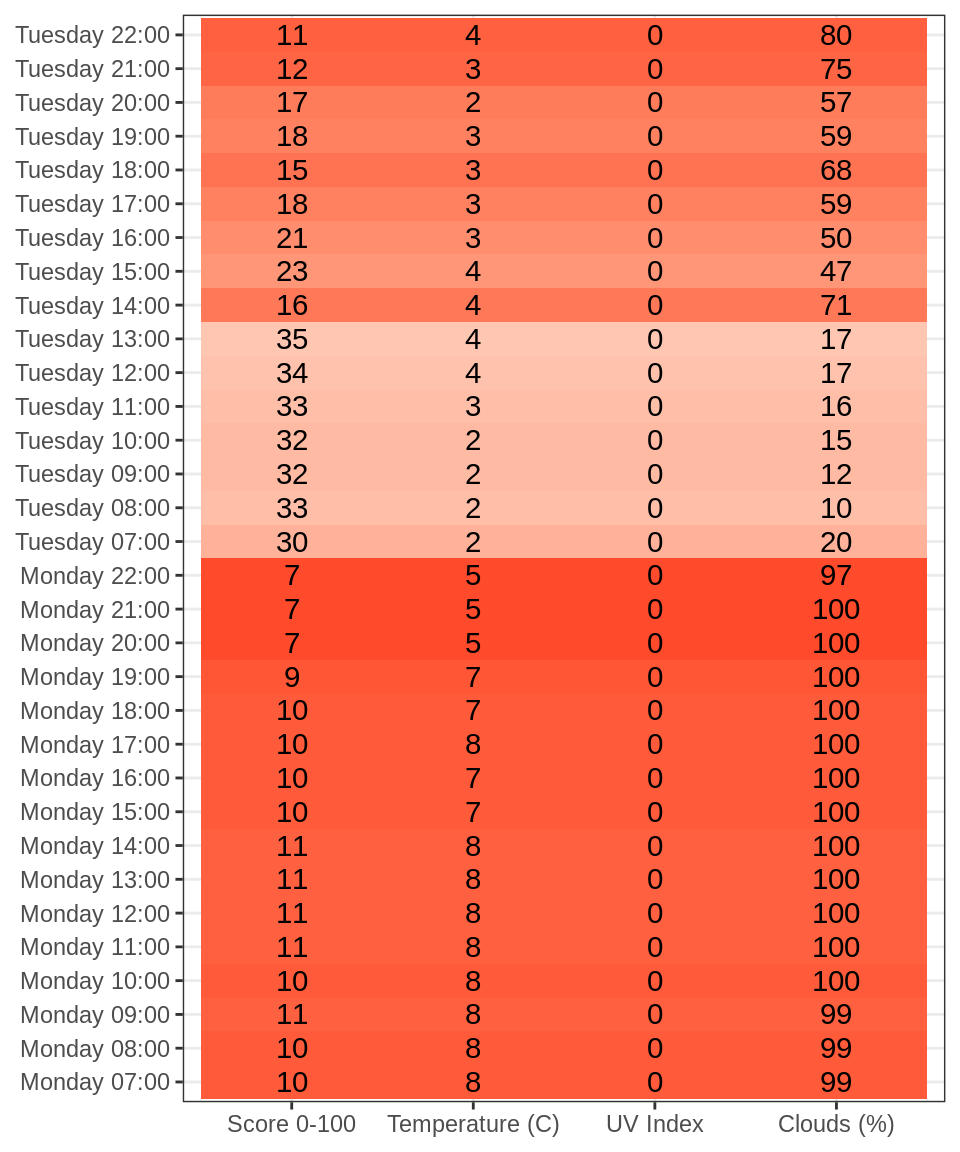 Tuesday 22:00 11 4 0 80
Tuesday 21:00 12 3 0 75
Tuesday 20:00 17 2 0 57
Tuesday 19:00 18 3 0 59
Tuesday 18:00 15 3 0 68
Tuesday 17:00 18 3 0 59
Tuesday 16:00 21 3 0 50
Tuesday 15:00 23 4 0 47
Tuesday 14:00 16 4 0 71
Tuesday 13:00 35 4 0 17
Tuesday 12:00 34 4 0 17
Tuesday 11:00 33 3 0 16
Tuesday 10:00 32 2 0 15
Tuesday 09:00 32 2 0 12
Tuesday 08:00 33 2 0 10
Tuesday 07:00 30 2 0 20
Monday 22:00 7 5 0 97
Monday 21:00 7 5 0 100
Monday 20:00 7 5 0 100
Monday 19:00 9 7 0 100
Monday 18:00 10 7 0 100
Monday 17:00 10 8 0 100
Monday 16:00 10 7 0 100
Monday 15:00 10 7 0 100
Monday 14:00 11 8 0 100
Monday 13:00 11 8 0 100
Monday 12:00 11 8 0 100
Monday 11:00 11 8 0 100
Monday 10:00 10 8 0 100
Monday 09:00 11 8 0 99
Monday 08:00 10 8 0 99
Monday 07:00 10 8 0 99
Score 0-100 Temperature (C) UV Index Clouds (%)